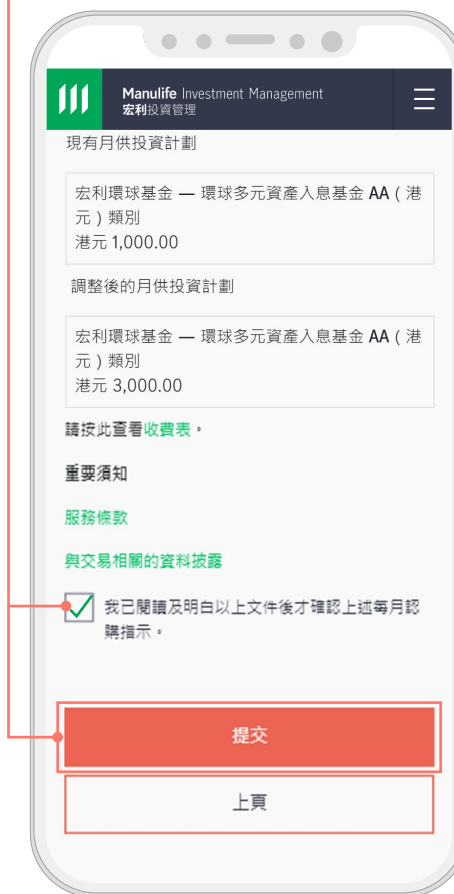 Manulife Investment Management
宏利投資管理
現有月供投資計劃
宏利環球基金 — 環球多元資產入息基金 AA（港
元）類別
港元 1,000.00
調整後的月供投資計劃
宏利環球基金 — 環球多元資產入息基金 AA（港
元）類別
港元 3,000.00
請按此查看收費表。
重要須知
服務條款
與交易相關的資料披露
我已閱讀及明白以上文件後才確認上述每月認
購指示。
提交
上頁